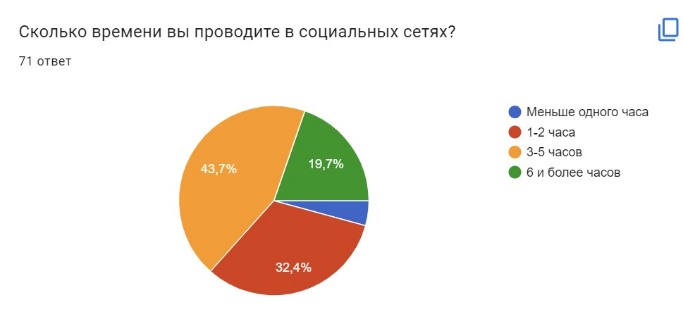 Сколько времени вы проводите в социальных сетях?
71 ответ
Меньше одного часа
1-2 часа
3-5 часов
6 и более часов
43,7%
19,7%
32,4%